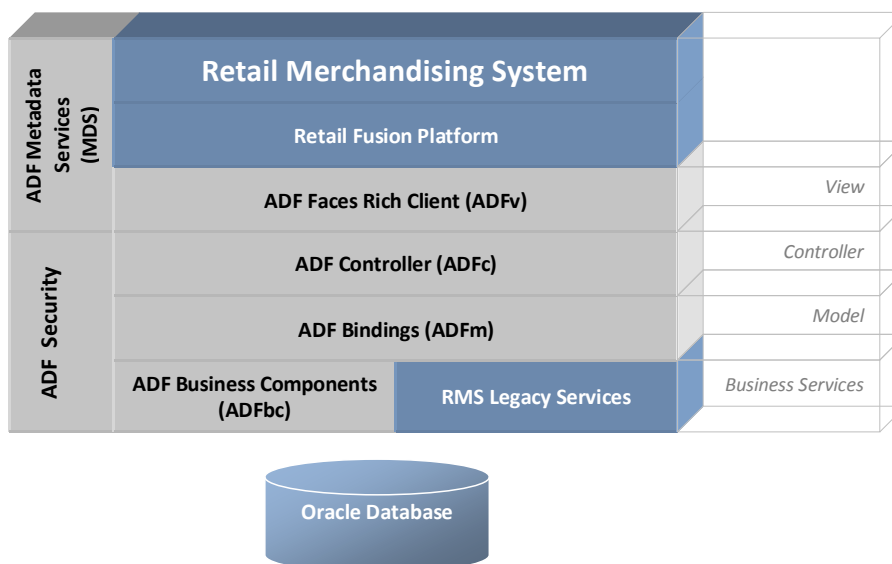 ADF Metadata
Services
(MDS)
Retail Merchandising System
Retail Fusion Platform
ADF Faces Rich Client (ADFv)
View
ADF Security
ADF Controller (ADFc)
Controller
ADF Bindings (ADFm)
Model
ADF Business Components
(ADFbc)
RMS Legacy Services
Business Services
Oracle Database